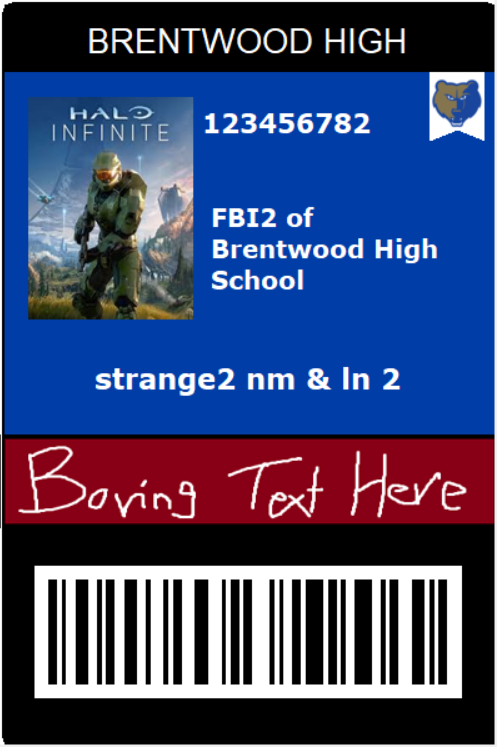 BRENTWOOD HIGH
HALO
INFINITE
123456782
FBI2 of
Brentwood High
School
strange2 nm & ln 2
Boring Text Here